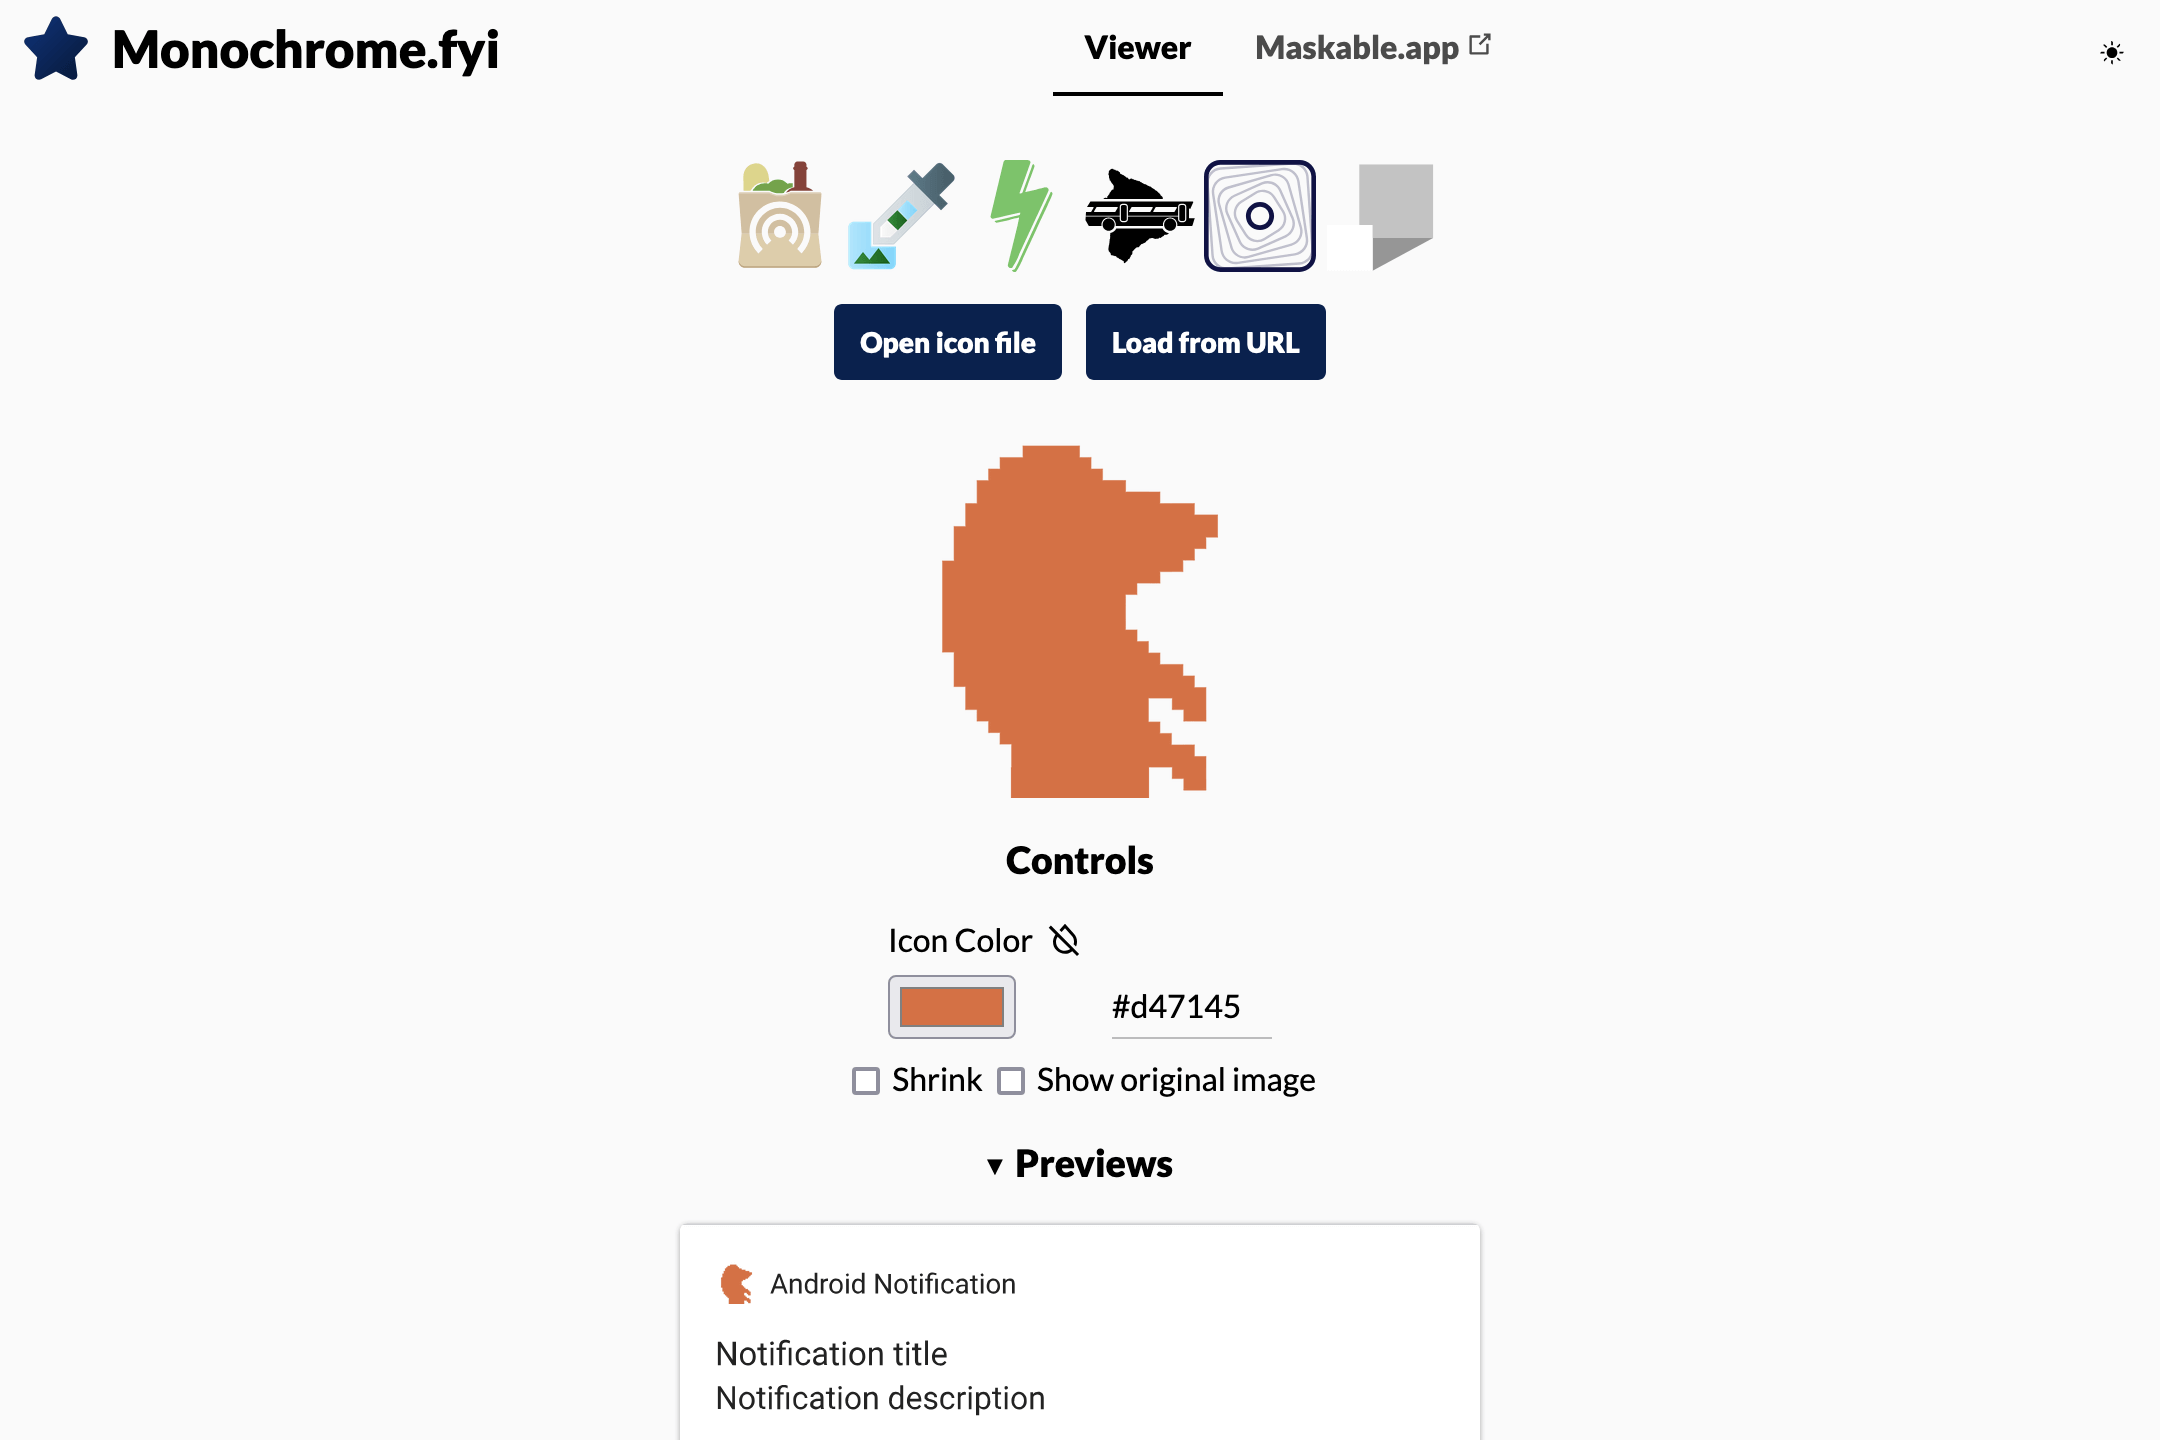 Monochrome.fyi
Viewer
Maskable.app
Open icon file
Load from URL
Controls
Icon Color
#d47145
Shrink
Show original image
▼ Previews
Android Notification
Notification title
Notification description